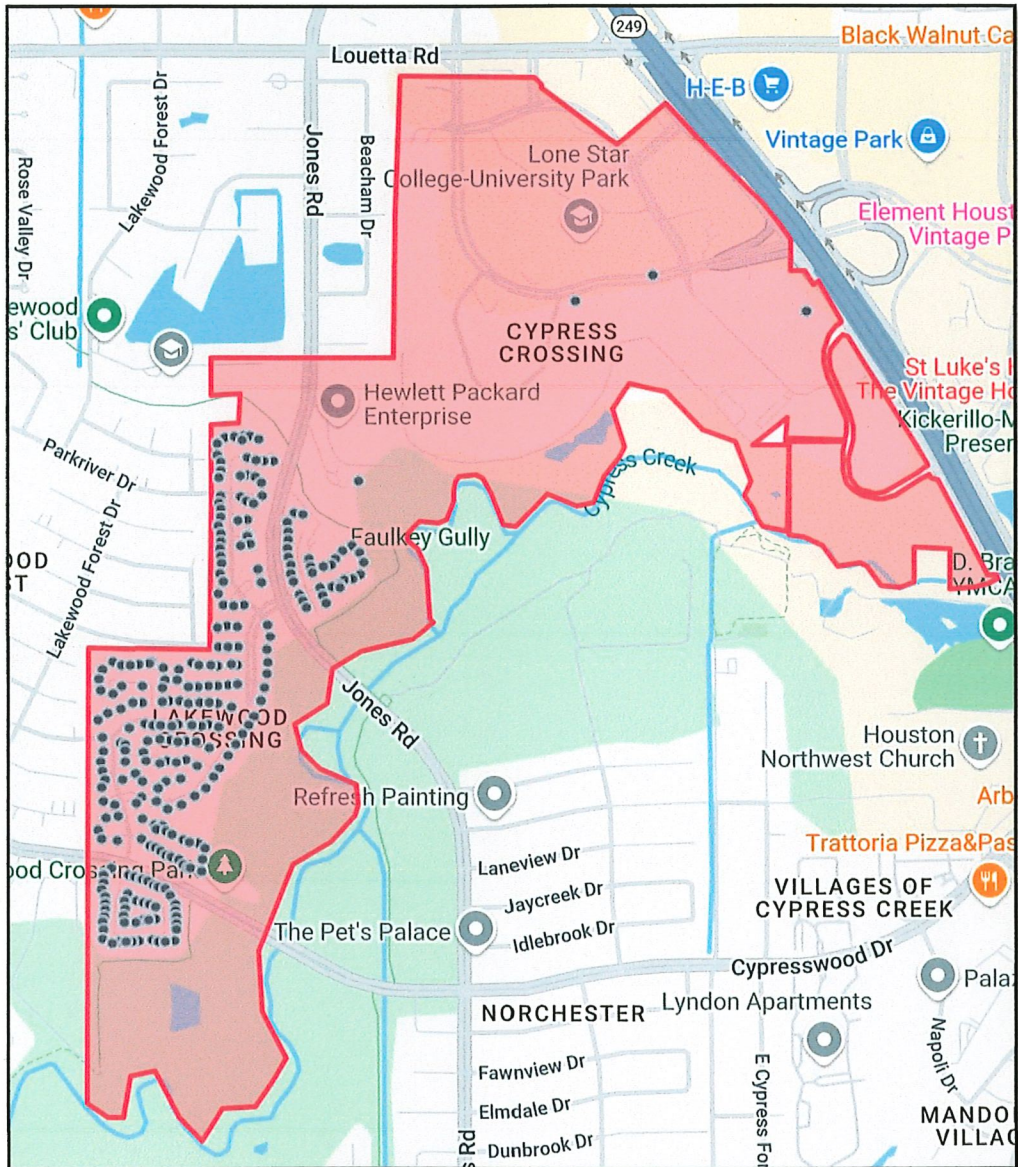 249
Louetta Rd
Black Walnut Ca
H-E-B
Vintage Park
Lakewood Forest Dr
Jones Rd
Beacham Dr
Rose Valley Dr
Lone Star
College-University Park
Element Houst
Vintage P
ewood
s' Club
CYPRESS
CROSSING
St Luke's H
The Vintage Ho
Kickerillo-M
Preser
Hewlett Packard
Enterprise
Parkriver Dr
Cypress Creek
Lakewood Forest Dr
Faulkey Gully
OOD
ST
D. Bra
YMCA
Jones Rd
LAKEWOOD
CROSSING
Houston
Northwest Church
Refresh Painting
Arb
Trattoria Pizza&Pas
Laneview Dr
ood Crossing Park
VILLAGES OF
CYPRESS CREEK
Jaycreek Dr
The Pet's Palace
Idlebrook Dr
Cypresswood Dr
Palaz
NORCHESTER
Lyndon Apartments
Napoli Dr
Fawnview Dr
E Cypress For
Elmdale Dr
MANDO
VILLAG
Dunbrook Dr
s Rd